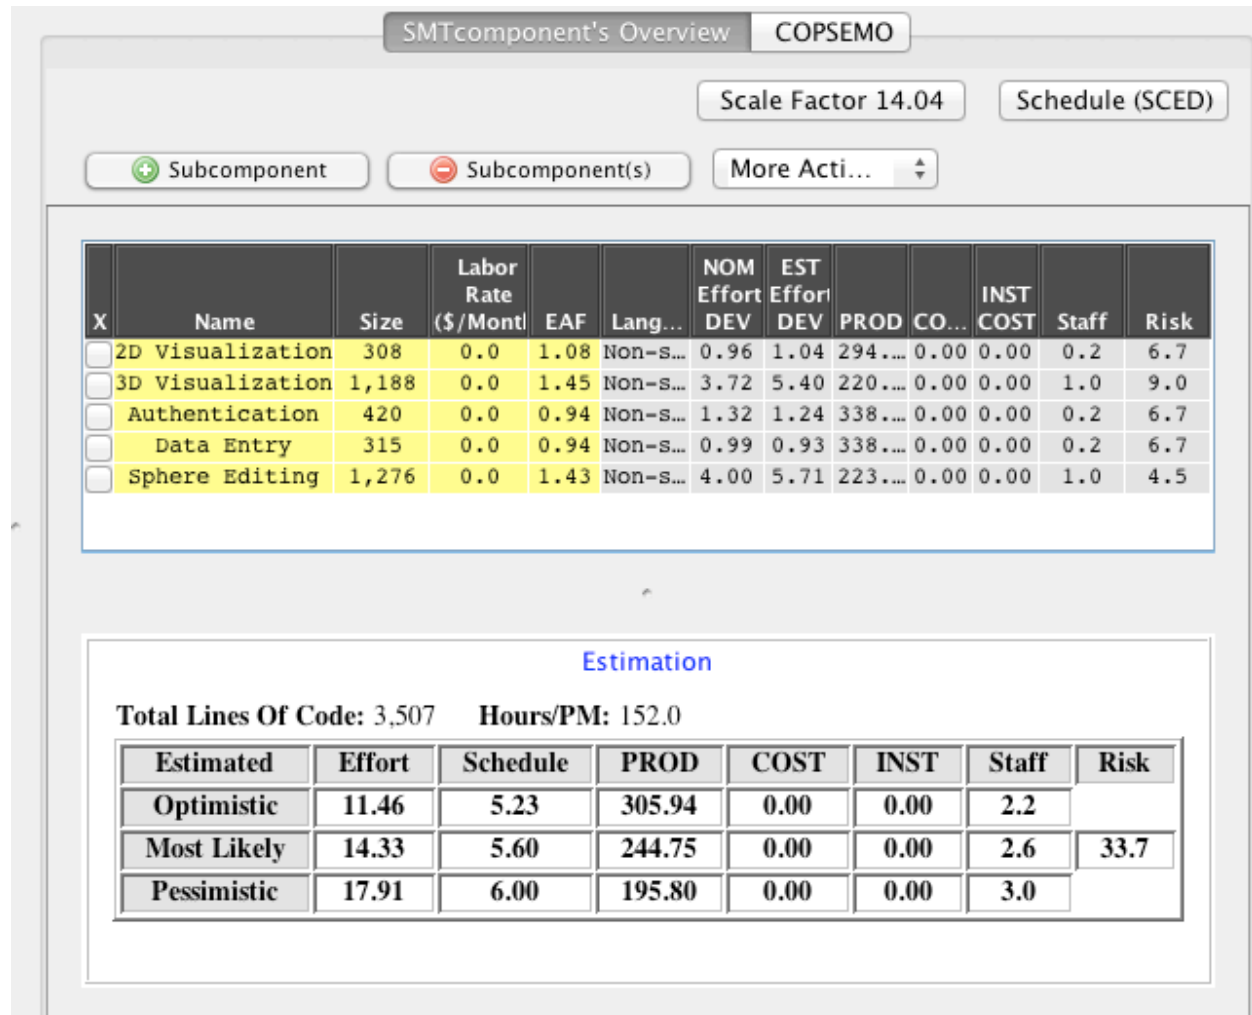 SMTcomponent's Overview COPSEMO
Scale Factor 14.04 Schedule (SCED)
Subcomponent Subcomponent(s) More Acti...
X Name Size Labor Rate ($/Montl EAF Lang... NOM Effort DEV EST Effort DEV PROD CO... INST COST Staff Risk
2D Visualization 308 0.0 1.08 Non-s... 0.96 1.04 294.... 0.00 0.00 0.2 6.7
3D Visualization 1,188 0.0 1.45 Non-s... 3.72 5.40 220.... 0.00 0.00 1.0 9.0
Authentication 420 0.0 0.94 Non-s... 1.32 1.24 338.... 0.00 0.00 0.2 6.7
Data Entry 315 0.0 0.94 Non-s... 0.99 0.93 338.... 0.00 0.00 0.2 6.7
Sphere Editing 1,276 0.0 1.43 Non-s... 4.00 5.71 223.... 0.00 0.00 1.0 4.5
Estimation
Total Lines Of Code: 3,507 Hours/PM: 152.0
Estimated Effort Schedule PROD COST INST Staff Risk
Optimistic 11.46 5.23 305.94 0.00 0.00 2.2
Most Likely 14.33 5.60 244.75 0.00 0.00 2.6 33.7
Pessimistic 17.91 6.00 195.80 0.00 0.00 3.0